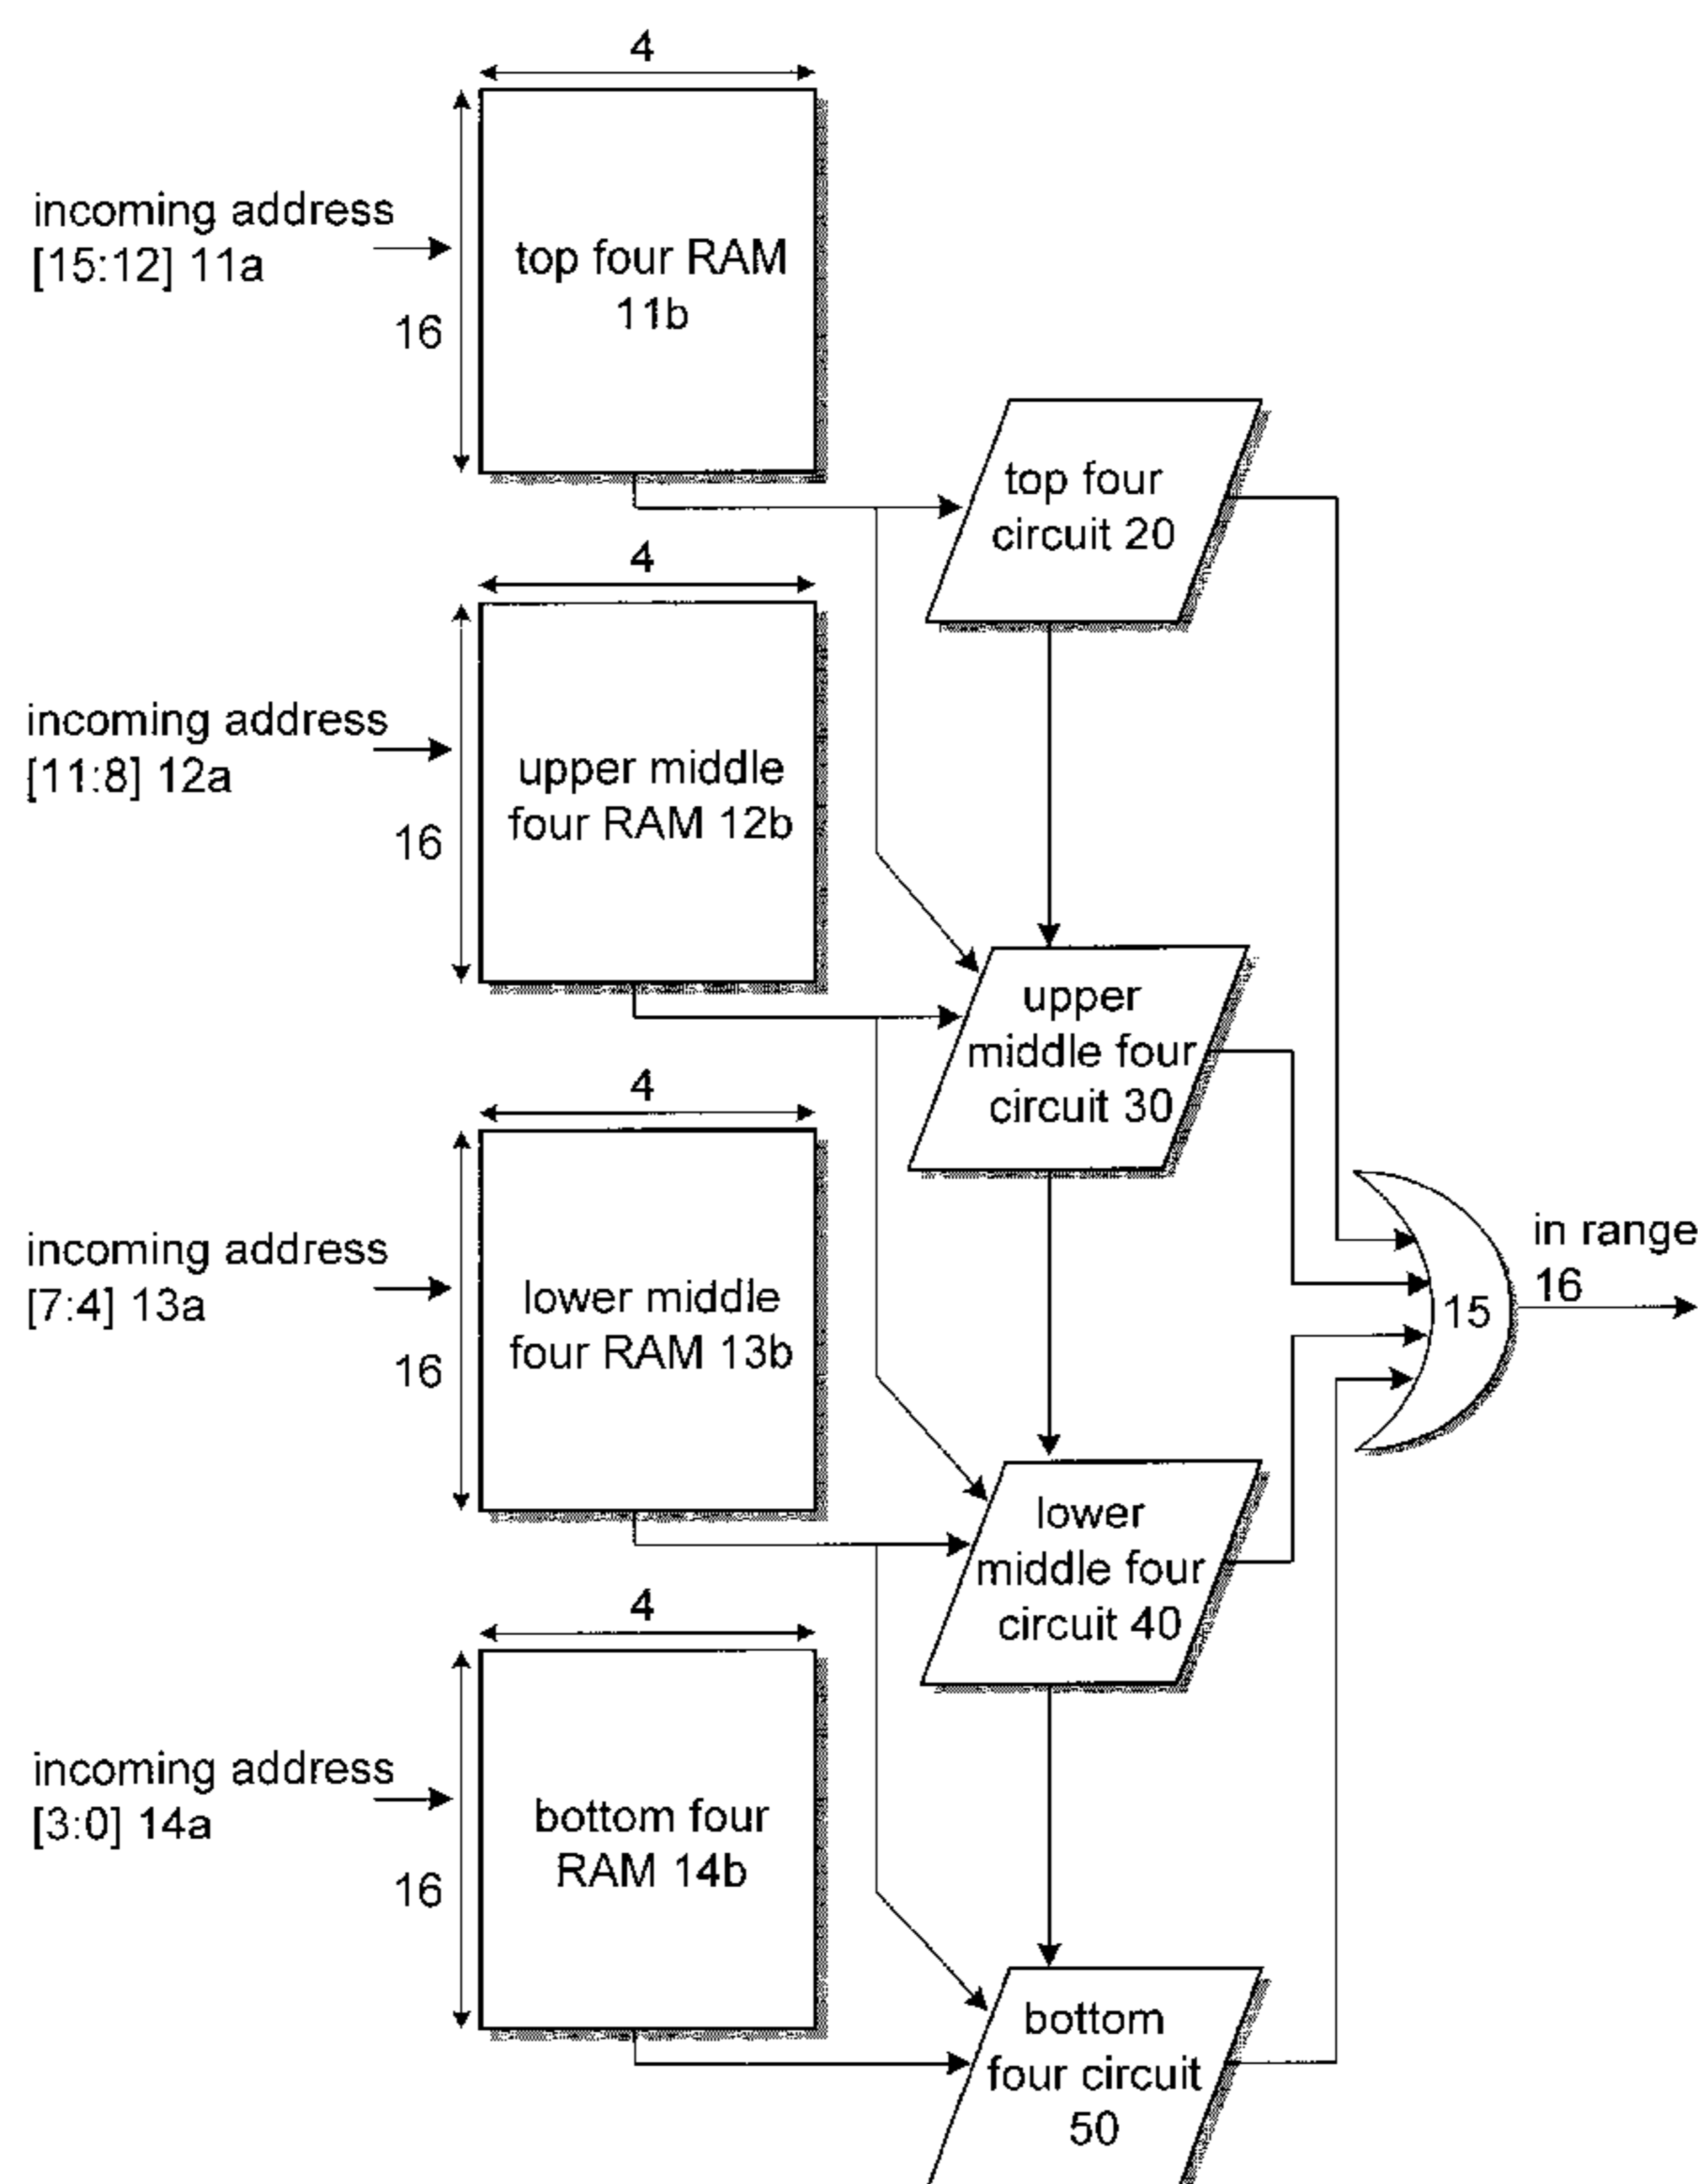 4
incoming address
[15:12] 11a
16
top four RAM
11b
top four
circuit 20
4
incoming address
[11:8] 12a
16
upper middle
four RAM 12b
upper
middle four
circuit 30
4
incoming address
[7:4] 13a
16
lower middle
four RAM 13b
in range
16
15
lower
middle four
circuit 40
4
incoming address
[3:0] 14a
16
bottom four
RAM 14b
bottom
four circuit
50